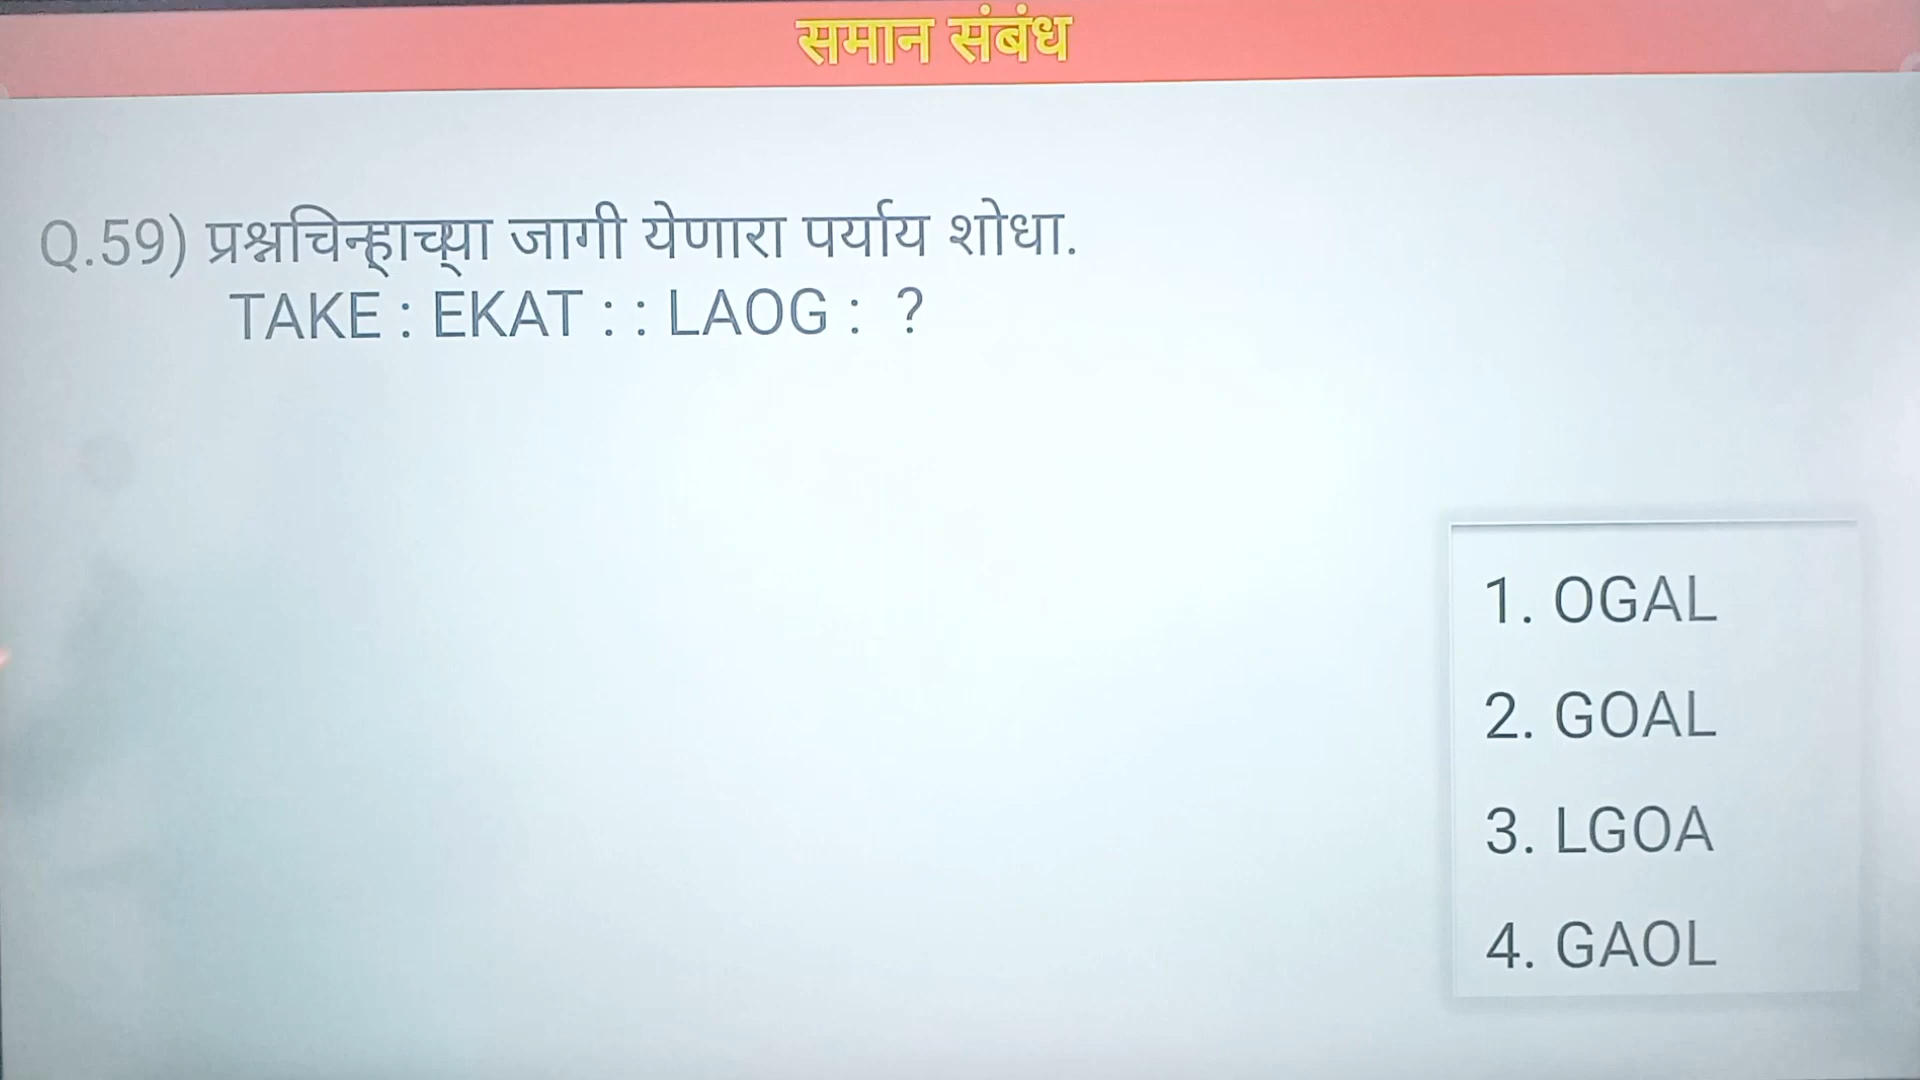 समान संबंध
Q.59) प्रश्नचिन्हाच्या जागी येणारा पर्याय शोधा.
TAKE : EKAT : : LAOG : ?
1. OGAL
2. GOAL
3. LGOA
4. GAOL